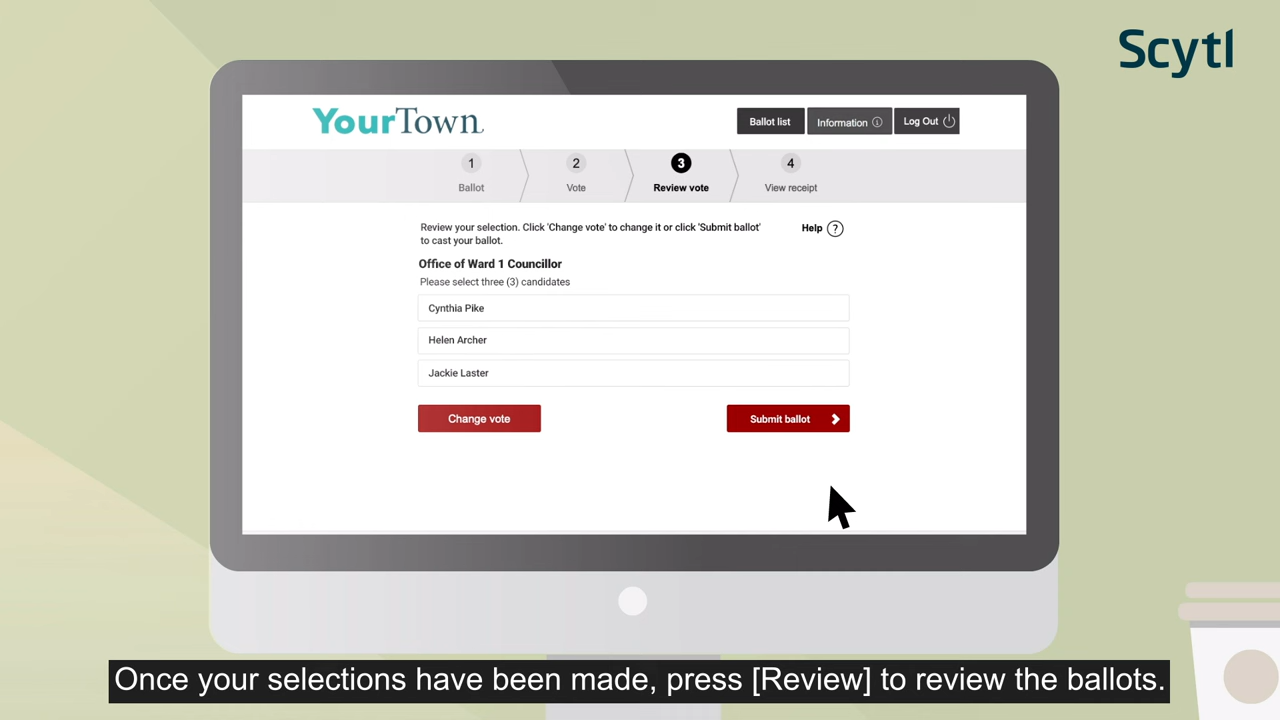 Scytl
YourTown
Ballot list
Information
Log Out
1
2
3
4
Ballot
Vote
Review vote
View receipt
Review your selection. Click 'Change vote' to change it or click 'Submit ballot'
to cast your ballot.
Help ?
Office of Ward 1 Councillor
Please select three (3) candidates
Cynthia Pike
Helen Archer
Jackie Laster
Change vote
Submit ballot
Once your selections have been made, press [Review] to review the ballots.